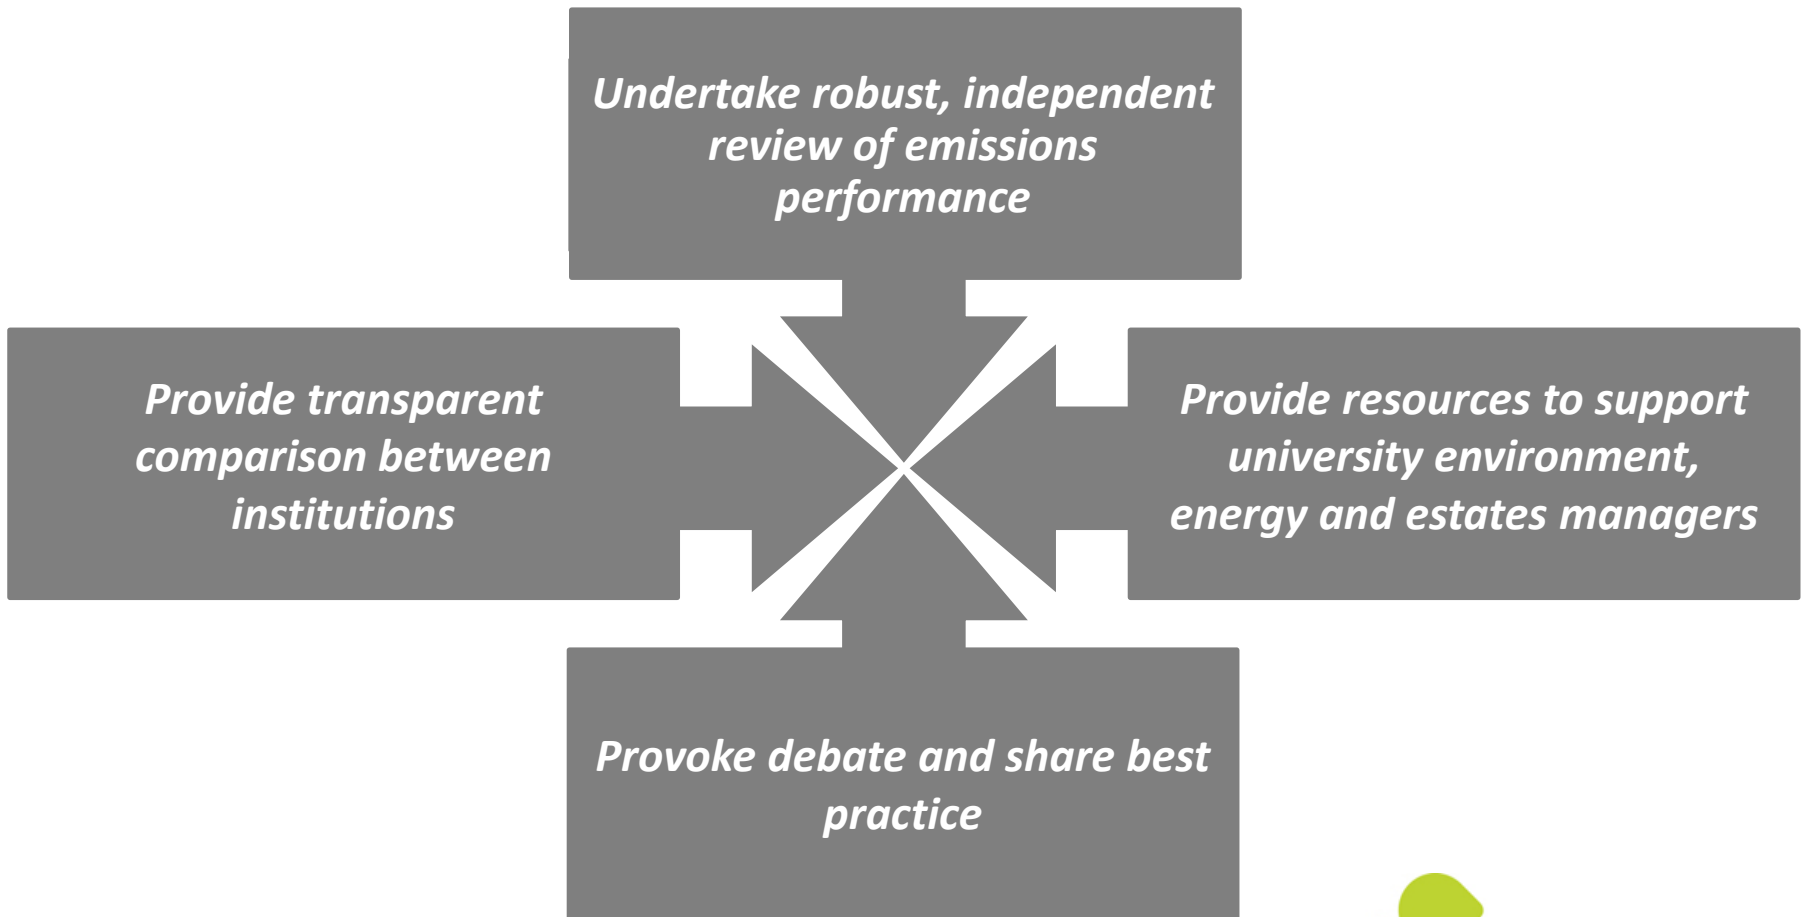 Undertake robust, independent
review of emissions
performance
Provide transparent
comparison between
institutions
Provide resources to support
university environment,
energy and estates managers
Provoke debate and share best
practice